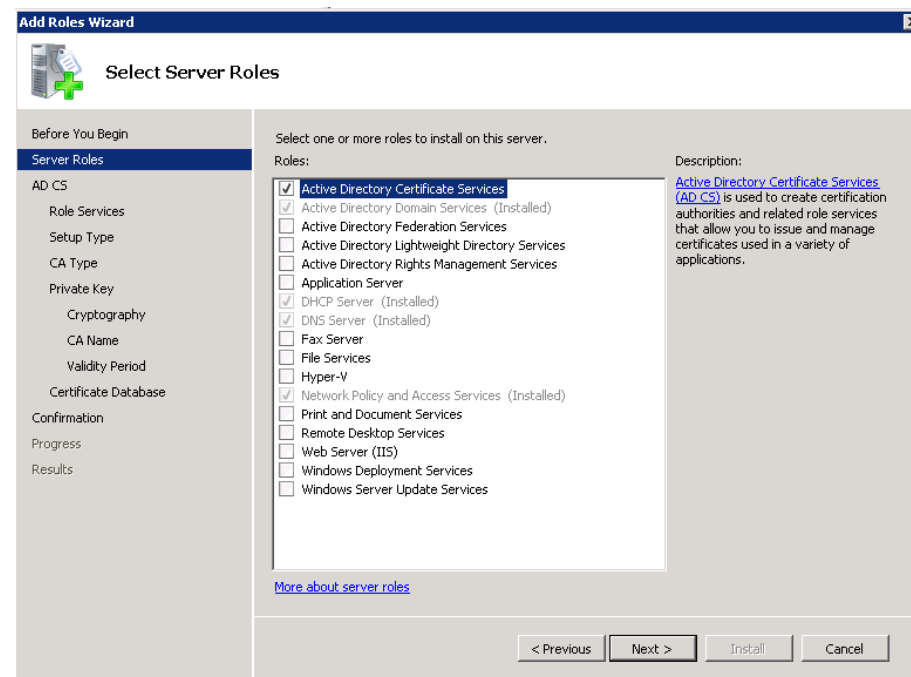 Add Roles Wizard
Select Server Roles
Before You Begin
Server Roles
AD CS
Role Services
Setup Type
CA Type
Private Key
Cryptography
CA Name
Validity Period
Certificate Database
Confirmation
Progress
Results
Select one or more roles to install on this server.
Roles:
Active Directory Certificate Services
Active Directory Domain Services (Installed)
Active Directory Federation Services
Active Directory Lightweight Directory Services
Active Directory Rights Management Services
Application Server
DHCP Server (Installed)
DNS Server (Installed)
Fax Server
File Services
Hyper-V
Network Policy and Access Services (Installed)
Print and Document Services
Remote Desktop Services
Web Server (IIS)
Windows Deployment Services
Windows Server Update Services
More about server roles
Description:
Active Directory Certificate Services
(AD CS) is used to create certification
authorities and related role services
that allow you to issue and manage
certificates used in a variety of
applications.
< Previous
Next >
Install
Cancel